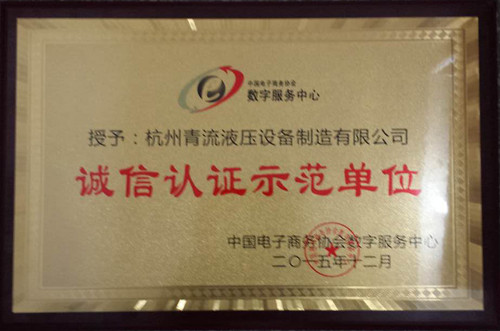 中国电子商务协会
数字服务中心
授予：杭州青流液压设备制造有限公司
诚信认证示范单位
中国电子商务协会数字服务中心
二〇一五年十二月